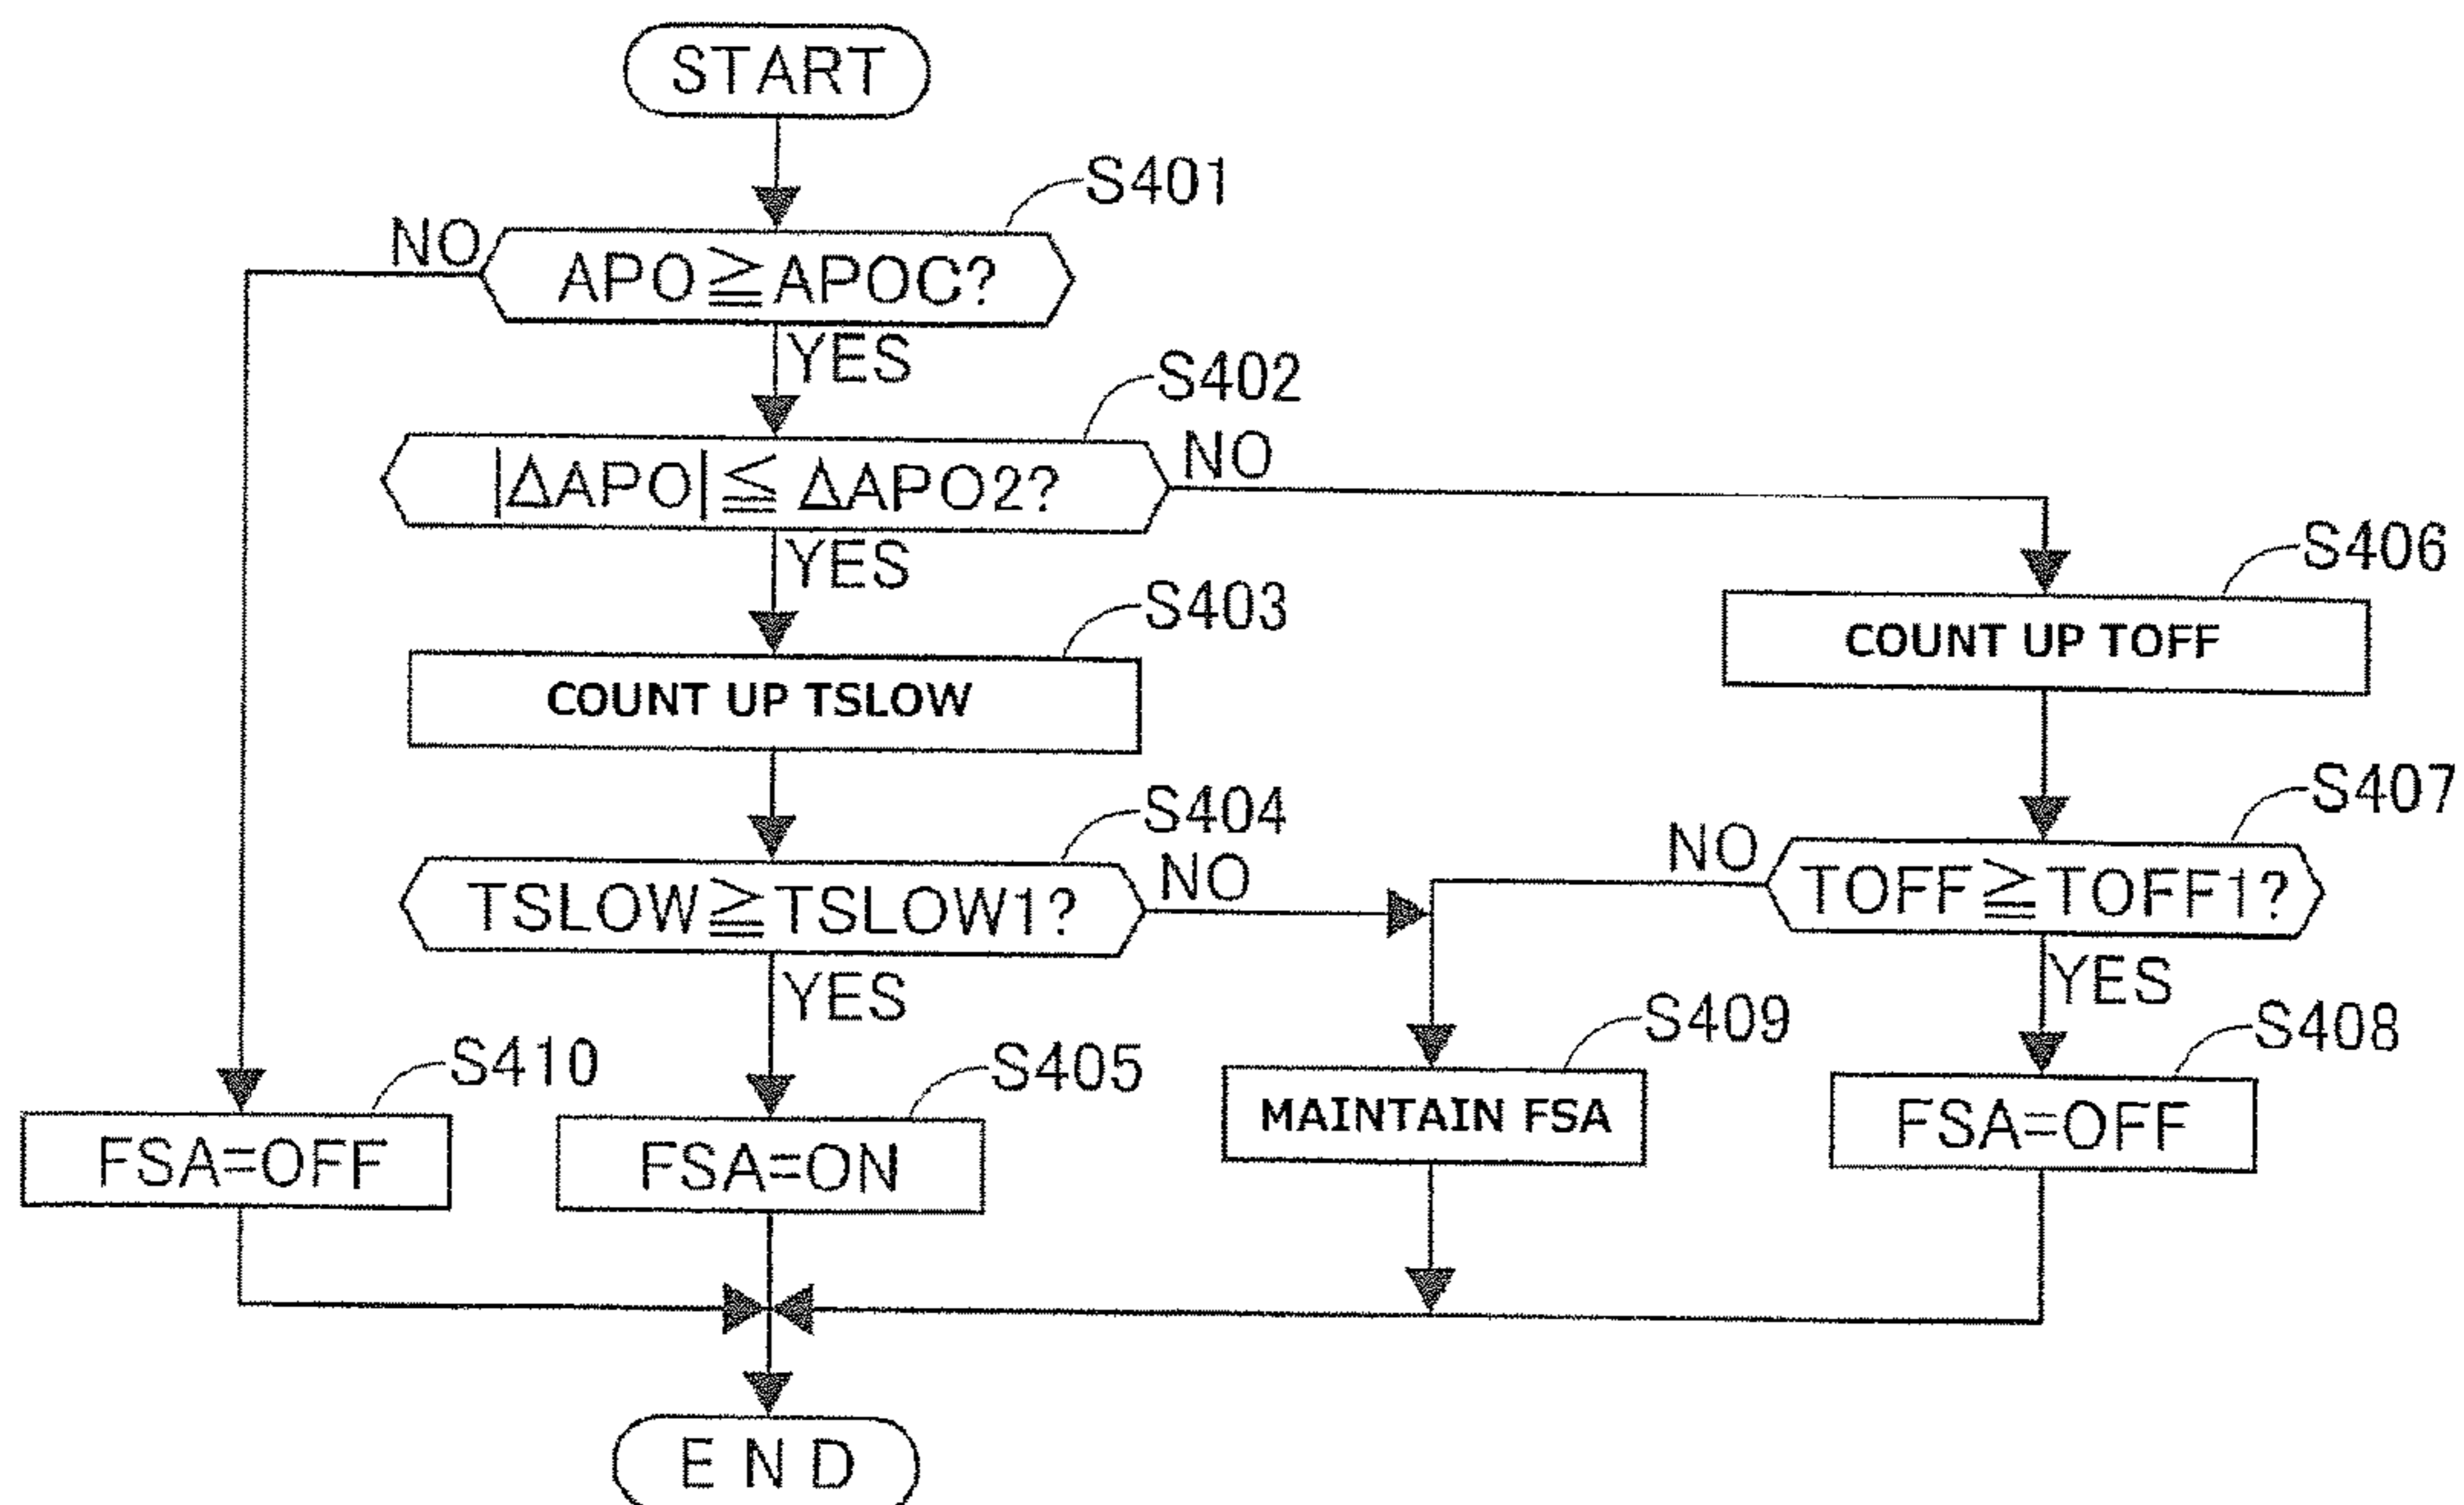 START
S401
NO
APO≧APOC?
YES
S402
|ΔAPO|≦ΔAPO2?
NO
YES
S403
COUNT UP TSLOW
S406
COUNT UP TOFF
S404
TSLOW≧TSLOW1?
NO
YES
S407
NO
TOFF≧TOFF1?
YES
S410
FSA=OFF
S405
FSA=ON
S409
MAINTAIN FSA
S408
FSA=OFF
END